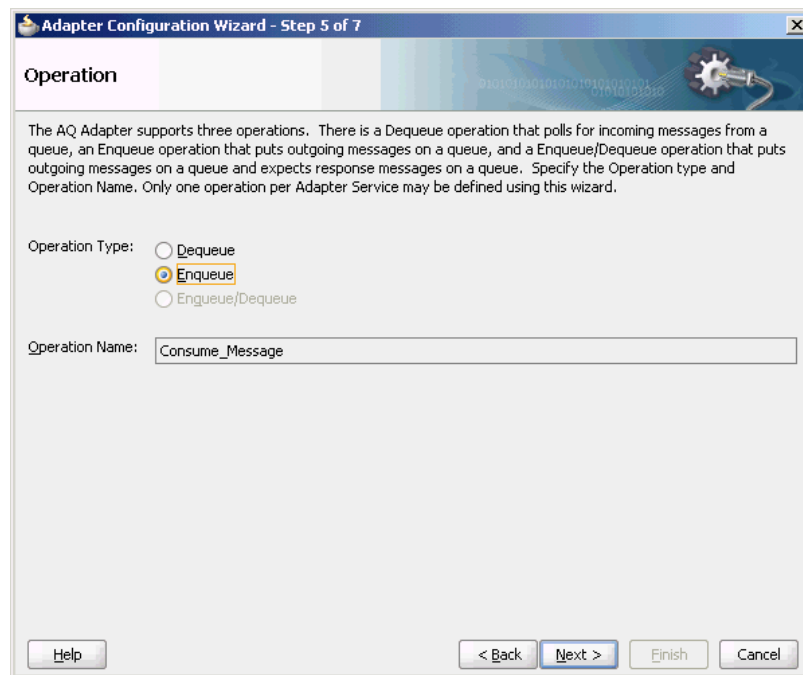 Adapter Configuration Wizard - Step 5 of 7
Operation
The AQ Adapter supports three operations. There is a Dequeue operation that polls for incoming messages from a
queue, an Enqueue operation that puts outgoing messages on a queue, and a Enqueue/Dequeue operation that puts
outgoing messages on a queue and expects response messages on a queue. Specify the Operation type and
Operation Name. Only one operation per Adapter Service may be defined using this wizard.
Operation Type:
Dequeue
Enqueue
Enqueue/Dequeue
Operation Name:
Consume_Message
Help
< Back
Next >
Finish
Cancel